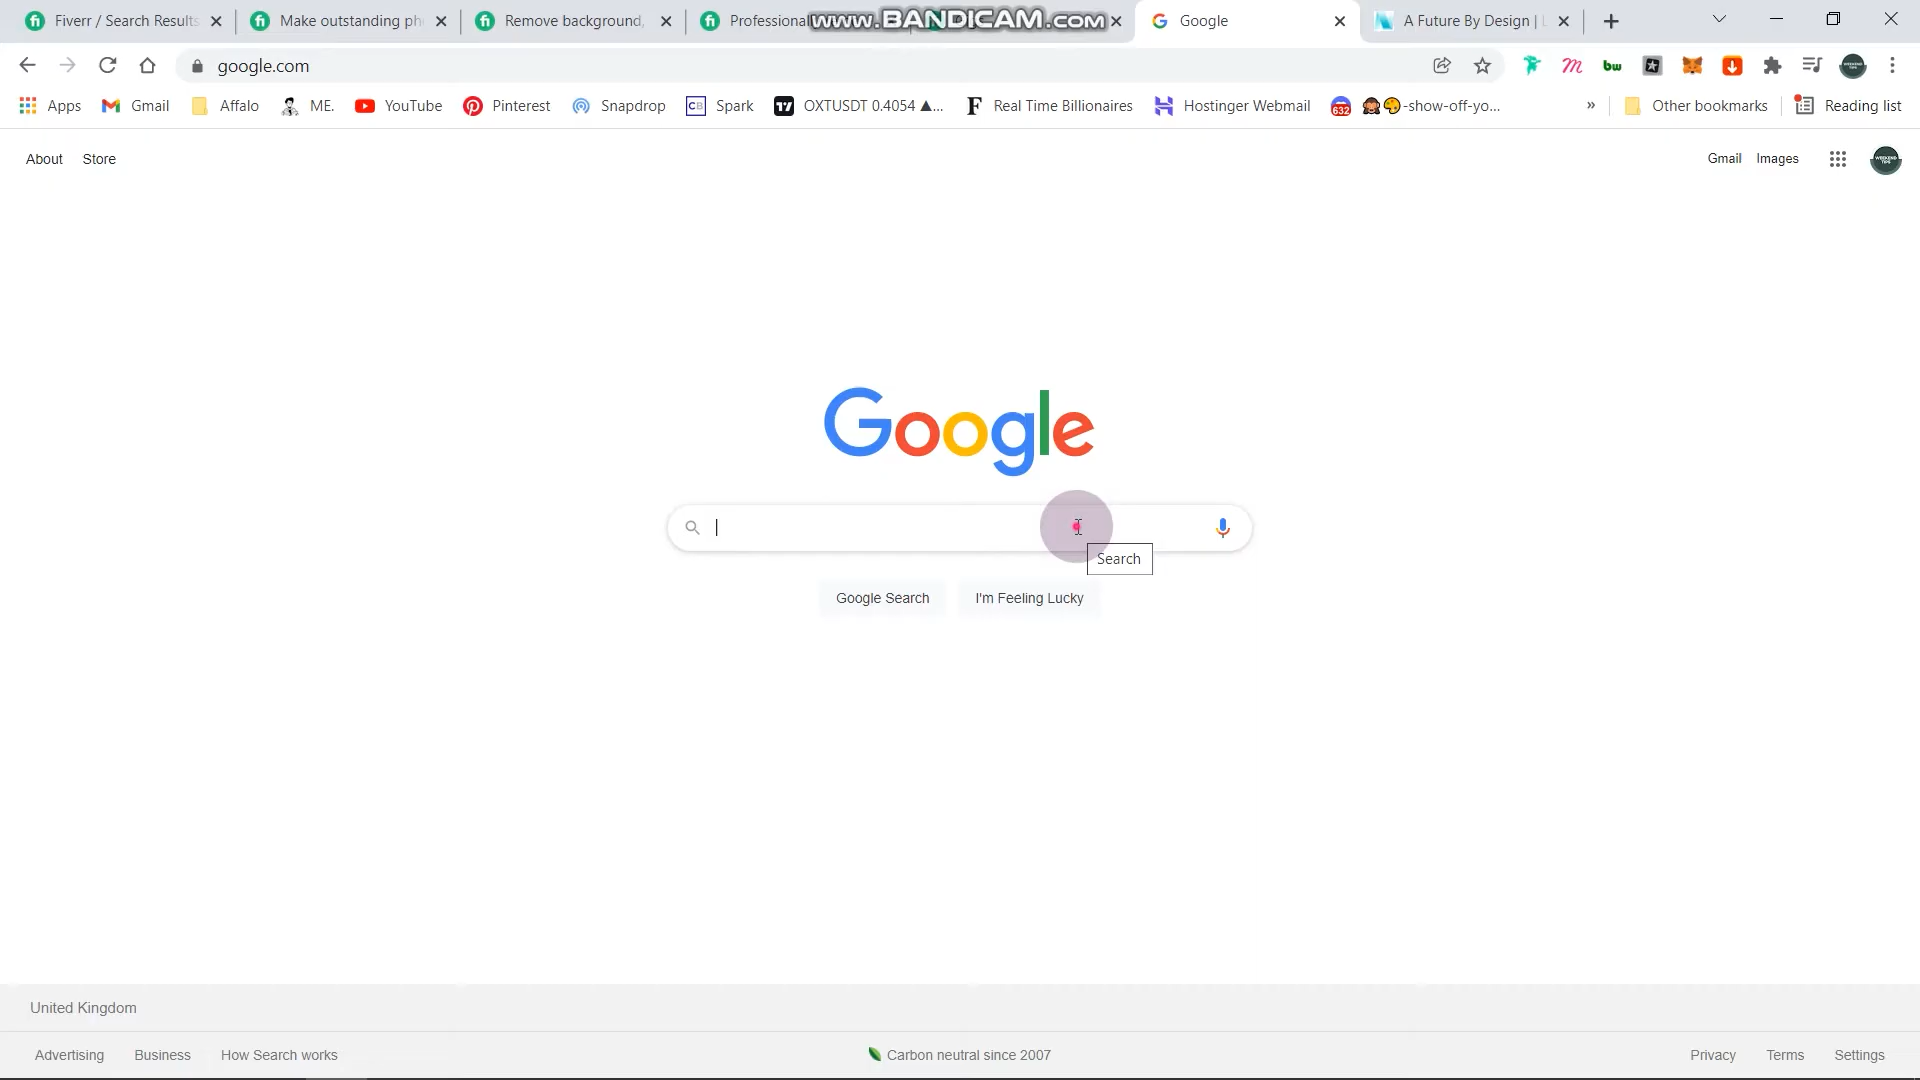 Fiverr / Search Results
Make outstanding ph
Remove background,
Professional
www.BANDICAM.com
Google
A Future By Design |
google.com
Apps
Gmail
Affalo
ME.
YouTube
Pinterest
Snapdrop
Spark
OXTUSDT 0.4054 ▲...
Real Time Billionaires
Hostinger Webmail
632
-show-off-yo...
»
Other bookmarks
Reading list
About
Store
Gmail
Images
Google
Search
Google Search
I'm Feeling Lucky
United Kingdom
Advertising
Business
How Search works
Carbon neutral since 2007
Privacy
Terms
Settings